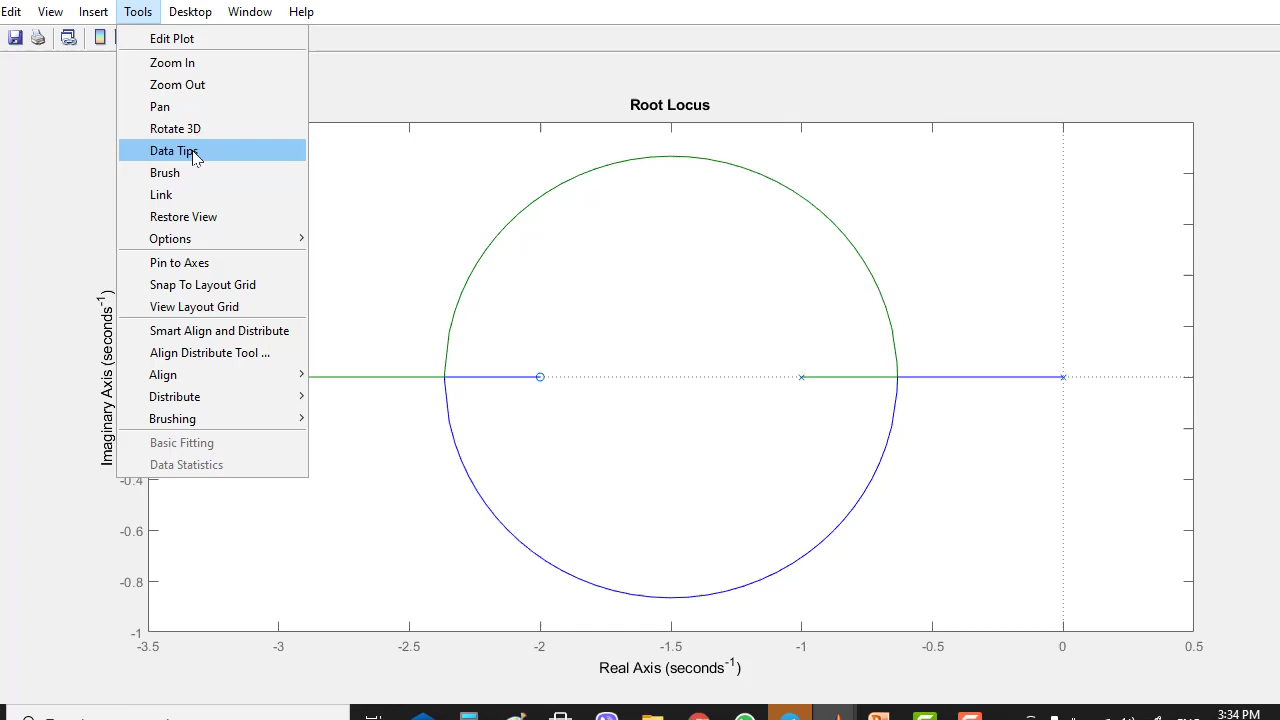 Edit View Insert Tools Desktop Window Help
Edit Plot
Zoom In
Zoom Out
Pan
Rotate 3D
Data Tips
Brush
Link
Restore View
Options
Pin to Axes
Snap To Layout Grid
View Layout Grid
Smart Align and Distribute
Align Distribute Tool ...
Align
Distribute
Brushing
Basic Fitting
Data Statistics
Root Locus
Imaginary Axis (seconds⁻¹)
-0.4
-0.6
-0.8
-1
-3.5 -3 -2.5 -2 -1.5 -1 -0.5 0 0.5
Real Axis (seconds⁻¹)
3:34 PM